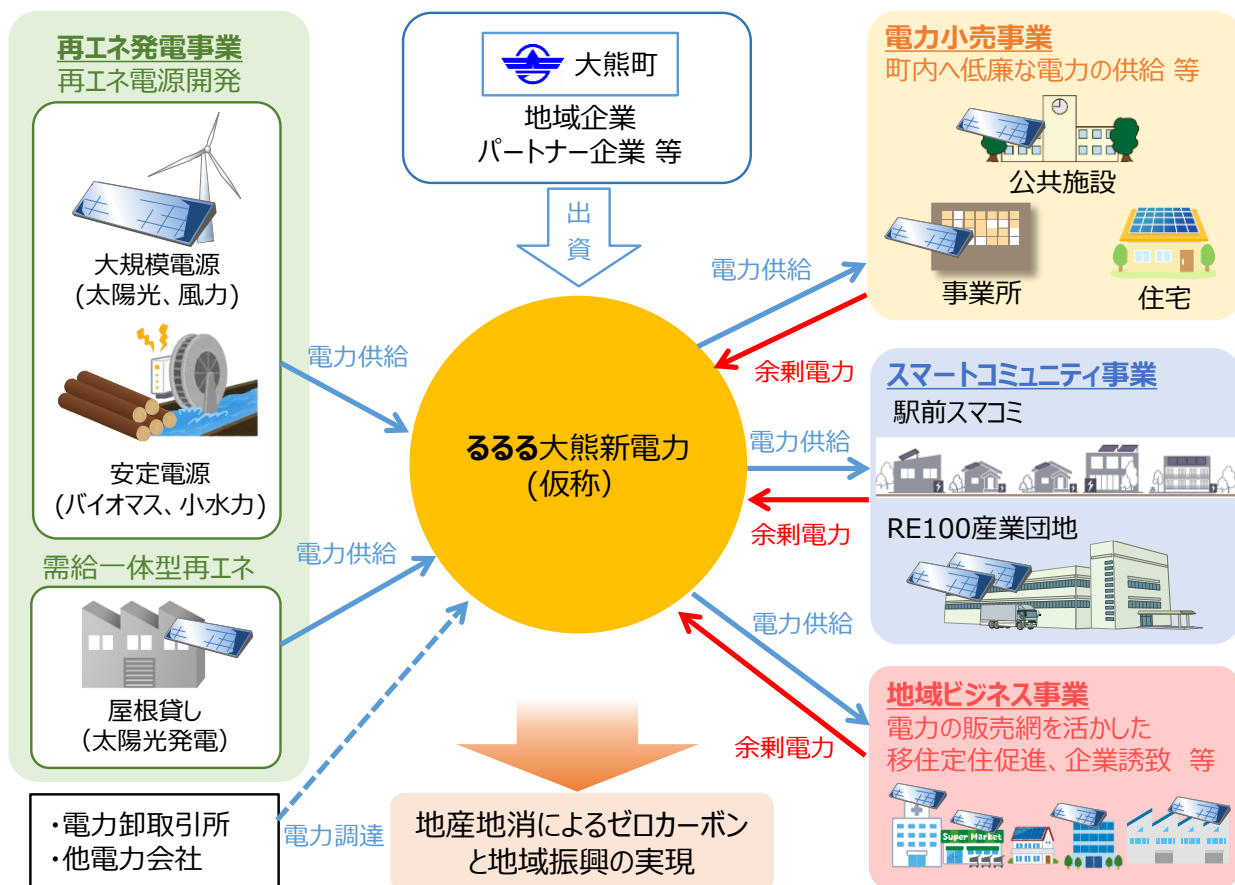 再エネ発電事業
再エネ電源開発
大規模電源
(太陽光、風力)
安定電源
(バイオマス、小水力)
需給一体型再エネ
屋根貸し
(太陽光発電)
・電力卸取引所
・他電力会社
電力供給
電力供給
電力調達
大熊町
地域企業
パートナー企業 等
出
資
るるる大熊新電力
(仮称)
地産地消によるゼロカーボン
と地域振興の実現
電力供給
余剰電力
電力供給
余剰電力
電力供給
余剰電力
電力小売事業
町内へ低廉な電力の供給 等
公共施設
事業所
住宅
スマートコミュニティ事業
駅前スマコミ
RE100産業団地
地域ビジネス事業
電力の販売網を活かした
移住定住促進、企業誘致 等
Super Market